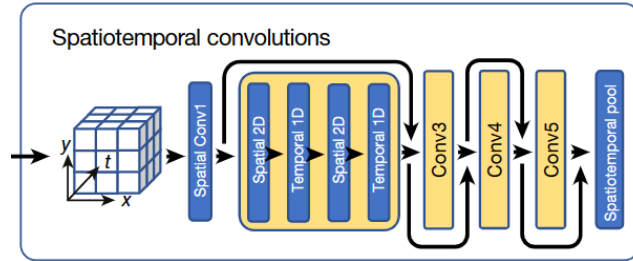 Spatiotemporal convolutions
y
t
x
Spatial Conv1
Spatial 2D
Temporal 1D
Spatial 2D
Temporal 1D
Conv3
Conv4
Conv5
Spatiotemporal pool